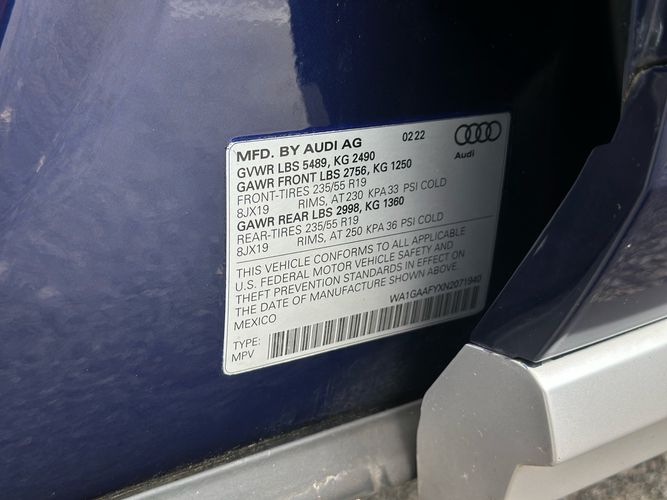 MFD. BY AUDI AG 02 22
GVWR LBS 5489, KG 2490 Audi
GAWR FRONT LBS 2756, KG 1250
FRONT-TIRES 235/55 R19
8JX19 RIMS, AT 230 KPA 33 PSI COLD
GAWR REAR LBS 2998, KG 1360
REAR-TIRES 235/55 R19
8JX19 RIMS, AT 250 KPA 36 PSI COLD
THIS VEHICLE CONFORMS TO ALL APPLICABLE
U.S. FEDERAL MOTOR VEHICLE SAFETY AND
THEFT PREVENTION STANDARDS IN EFFECT ON
THE DATE OF MANUFACTURE SHOWN ABOVE.
MEXICO WA1GAAFYXN2071940
TYPE:
MPV